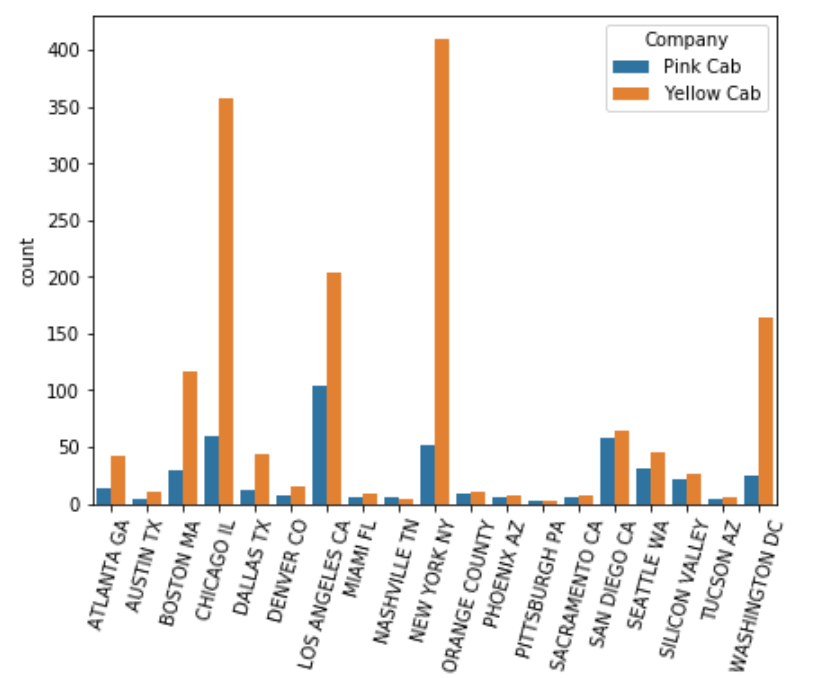 Company
Pink Cab
Yellow Cab
400
350
300
250
200
150
100
50
0
count
ATLANTA GA
AUSTIN TX
BOSTON MA
CHICAGO IL
DALLAS TX
DENVER CO
LOS ANGELES CA
MIAMI FL
NASHVILLE TN
NEW YORK NY
ORANGE COUNTY
PHOENIX AZ
PITTSBURGH PA
SACRAMENTO CA
SAN DIEGO CA
SEATTLE WA
SILICON VALLEY
TUCSON AZ
WASHINGTON DC